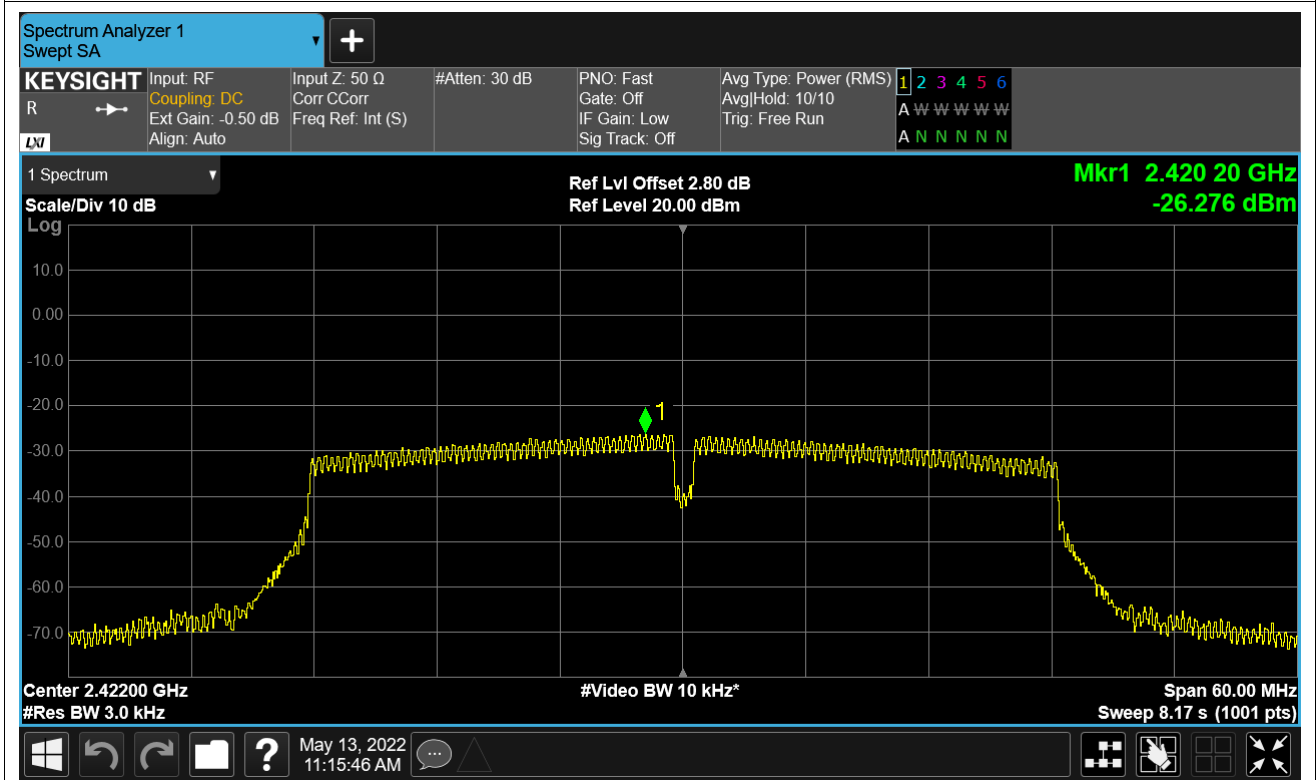 Spectrum Analyzer 1
Swept SA
KEYSIGHT
R
LXI
Input: RF
Coupling: DC
Ext Gain: -0.50 dB
Align: Auto
Input Z: 50 Ω
Corr CCorr
Freq Ref: Int (S)
#Atten: 30 dB
PNO: Fast
Gate: Off
IF Gain: Low
Sig Track: Off
Avg Type: Power (RMS)
Avg|Hold: 10/10
Trig: Free Run
1 2 3 4 5 6
A W W W W W
A N N N N N
1 Spectrum
Scale/Div 10 dB
Ref Lvl Offset 2.80 dB
Ref Level 20.00 dBm
Mkr1 2.420 20 GHz
-26.276 dBm
Log
10.0
0.00
-10.0
-20.0
-30.0
-40.0
-50.0
-60.0
-70.0
1
Center 2.42200 GHz
#Res BW 3.0 kHz
#Video BW 10 kHz*
Span 60.00 MHz
Sweep 8.17 s (1001 pts)
?
May 13, 2022
11:15:46 AM